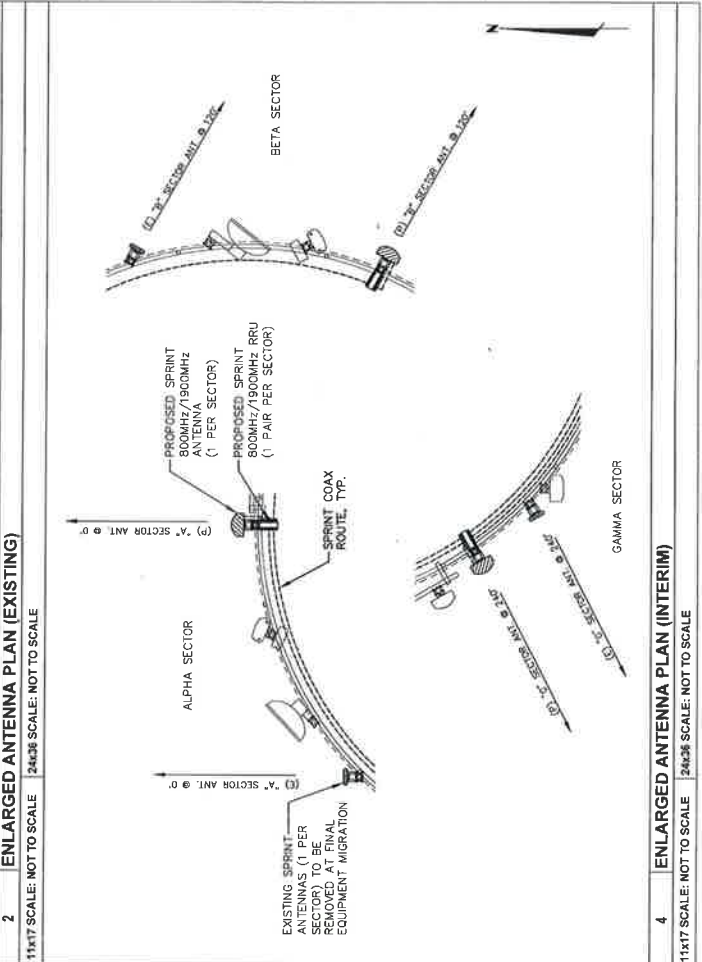 2 ENLARGED ANTENNA PLAN (EXISTING)
11x17 SCALE: NOT TO SCALE 24x36 SCALE: NOT TO SCALE
N
BETA SECTOR
(E) "B" SECTOR ANT. @ 120°
(P) "B" SECTOR ANT. @ 120°
PROPOSED SPRINT
800MHz/1900MHz
ANTENNA
(1 PER SECTOR)
PROPOSED SPRINT
800MHz/1900MHz RRU
(1 PAIR PER SECTOR)
(P) "A" SECTOR ANT. @ 0°
SPRINT COAX
ROUTE, TYP.
ALPHA SECTOR
(E) "A" SECTOR ANT. @ 0°
EXISTING SPRINT
ANTENNAS (1 PER
SECTOR) TO BE
REMOVED AT FINAL
EQUIPMENT MIGRATION
GAMMA SECTOR
(P) "C" SECTOR ANT. @ 240°
(E) "C" SECTOR ANT. @ 240°
4 ENLARGED ANTENNA PLAN (INTERIM)
11x17 SCALE: NOT TO SCALE 24x36 SCALE: NOT TO SCALE